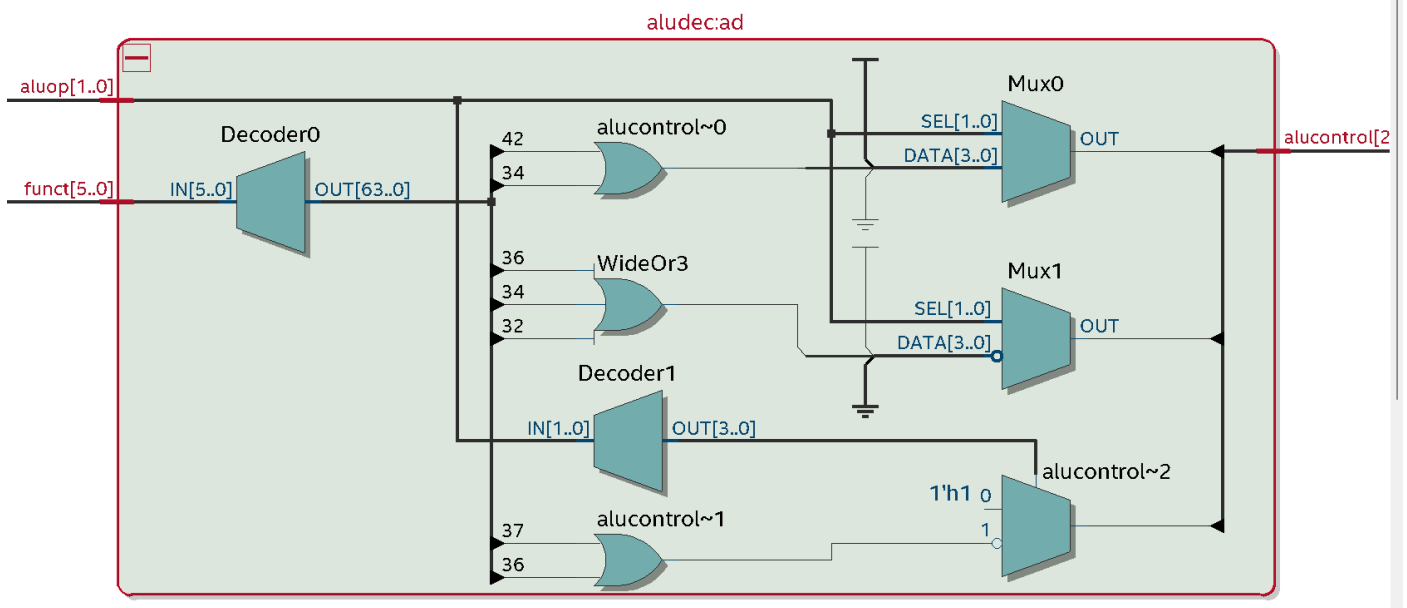 aludec:ad
aluop[1..0]
Mux0
Decoder0
alucontrol~0
42
SEL[1..0]
OUT
alucontrol[2
34
DATA[3..0]
funct[5..0]
IN[5..0]
OUT[63..0]
36
WideOr3
Mux1
34
SEL[1..0]
OUT
32
DATA[3..0]
Decoder1
IN[1..0]
OUT[3..0]
alucontrol~2
1'h1 0
37
alucontrol~1
1
36